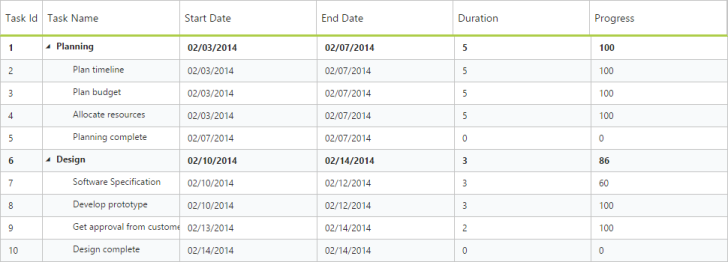 Task Id Task Name Start Date End Date Duration Progress
1 Planning 02/03/2014 02/07/2014 5 100
2 Plan timeline 02/03/2014 02/07/2014 5 100
3 Plan budget 02/03/2014 02/07/2014 5 100
4 Allocate resources 02/03/2014 02/07/2014 5 100
5 Planning complete 02/07/2014 02/07/2014 0 0
6 Design 02/10/2014 02/14/2014 3 86
7 Software Specification 02/10/2014 02/12/2014 3 60
8 Develop prototype 02/10/2014 02/12/2014 3 100
9 Get approval from custome 02/13/2014 02/14/2014 2 100
10 Design complete 02/14/2014 02/14/2014 0 0